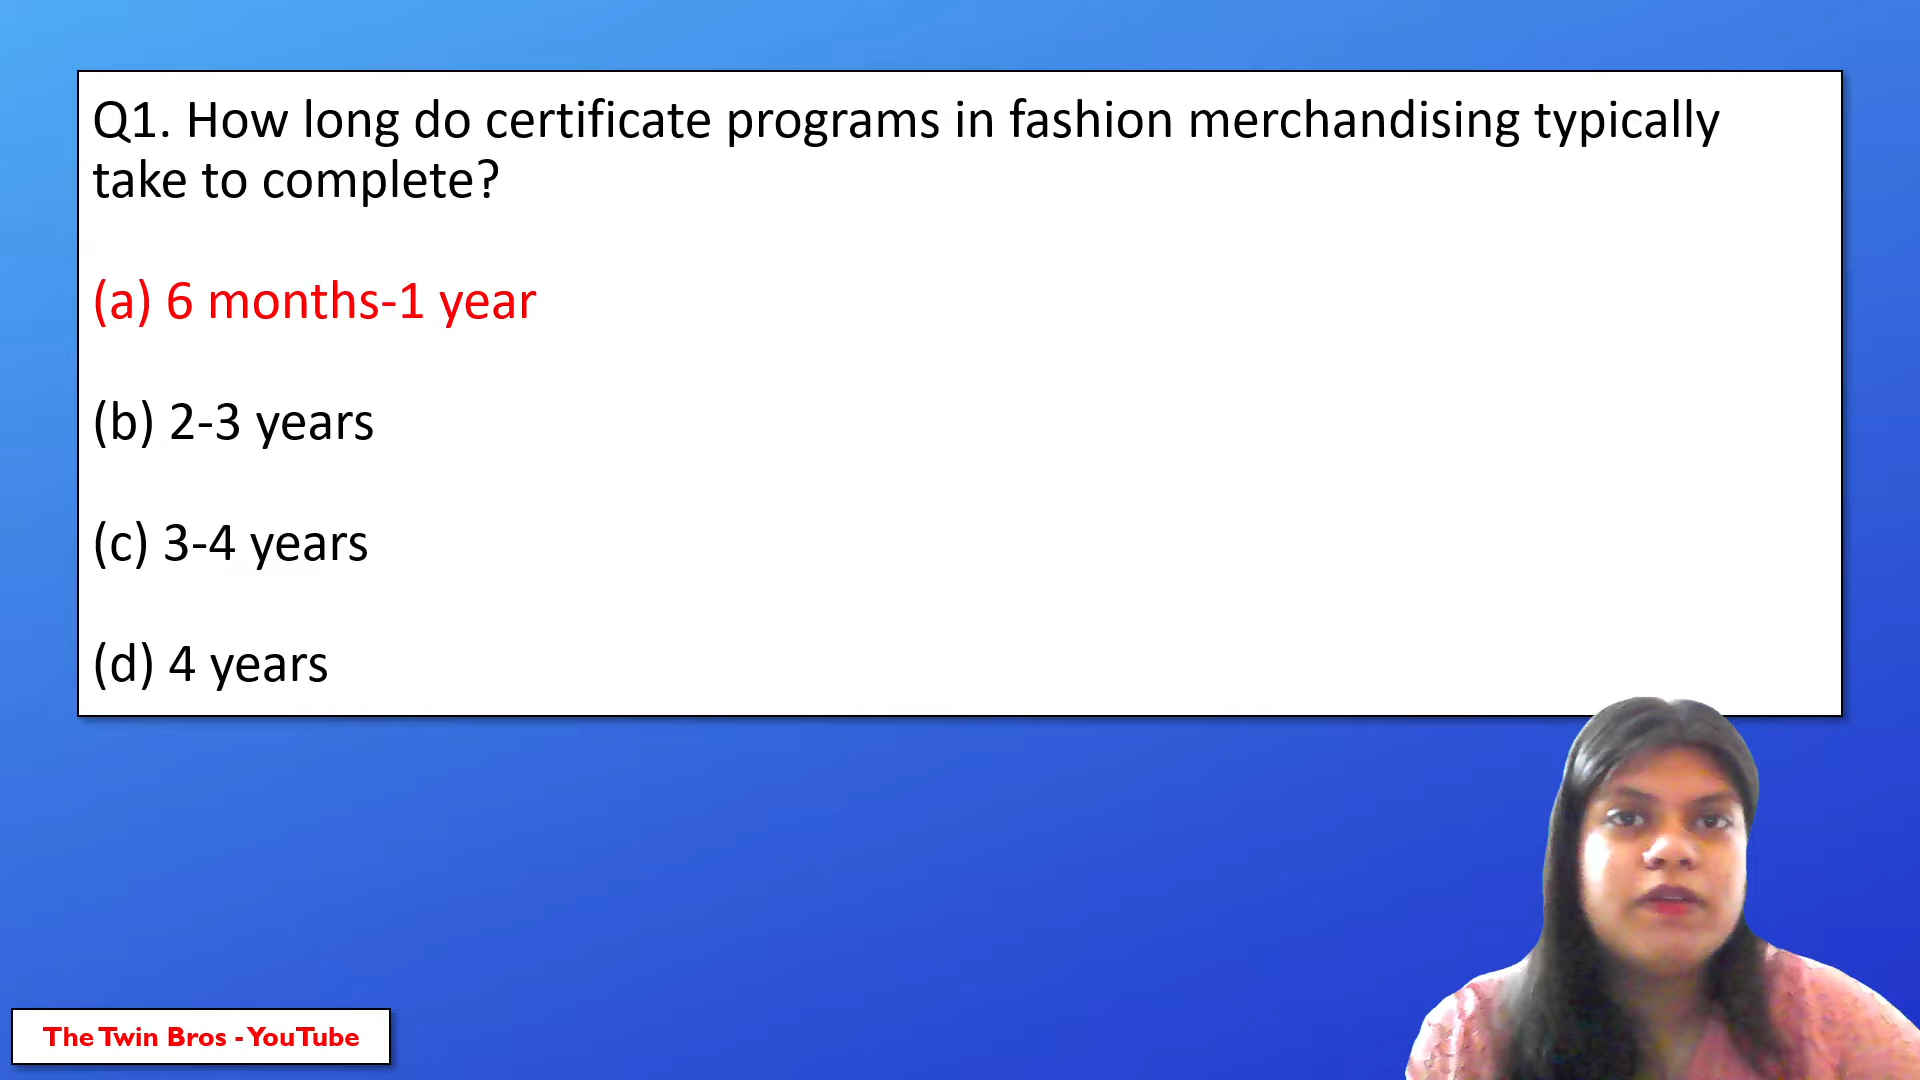 Q1. How long do certificate programs in fashion merchandising typically
take to complete?
(a) 6 months-1 year
(b) 2-3 years
(c) 3-4 years
(d) 4 years
The Twin Bros - YouTube